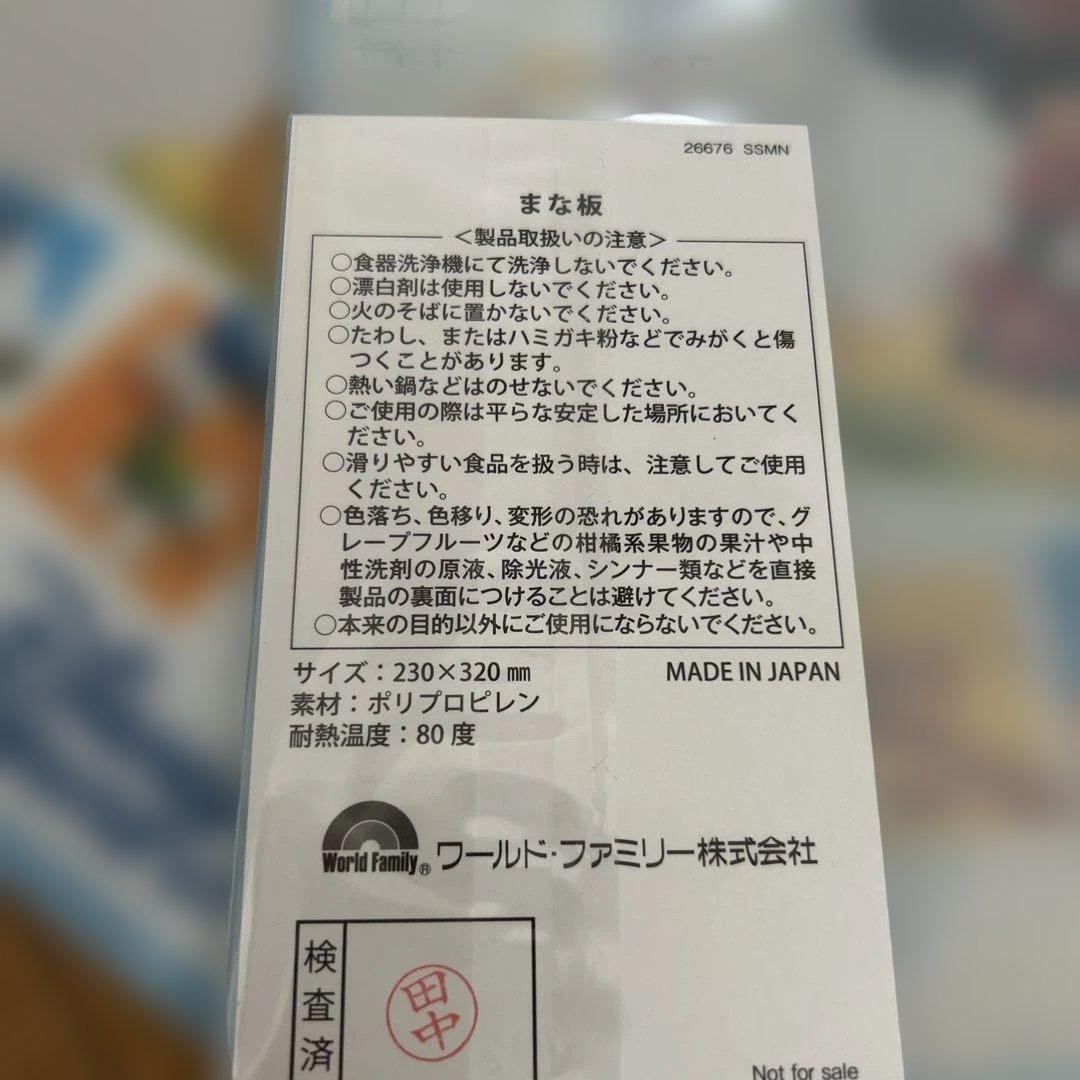 26676 SSMN
まな板
＜製品取扱いの注意＞
○食器洗浄機にて洗浄しないでください。
○漂白剤は使用しないでください。
○火のそばに置かないでください。
○たわし、またはハミガキ粉などでみがくと傷
つくことがあります。
○熱い鍋などはのせないでください。
○ご使用の際は平らな安定した場所においてく
ださい。
○滑りやすい食品を扱う時は、注意してご使用
ください。
○色落ち、色移り、変形の恐れがありますので、グ
レープフルーツなどの柑橘系果物の果汁や中
性洗剤の原液、除光液、シンナー類などを直接
製品の裏面につけることは避けてください。
○本来の目的以外にご使用にならないでください。
サイズ：230×320㎜ MADE IN JAPAN
素材：ポリプロピレン
耐熱温度：80度
World Family® ワールド・ファミリー株式会社
検査済
田中
Not for sale